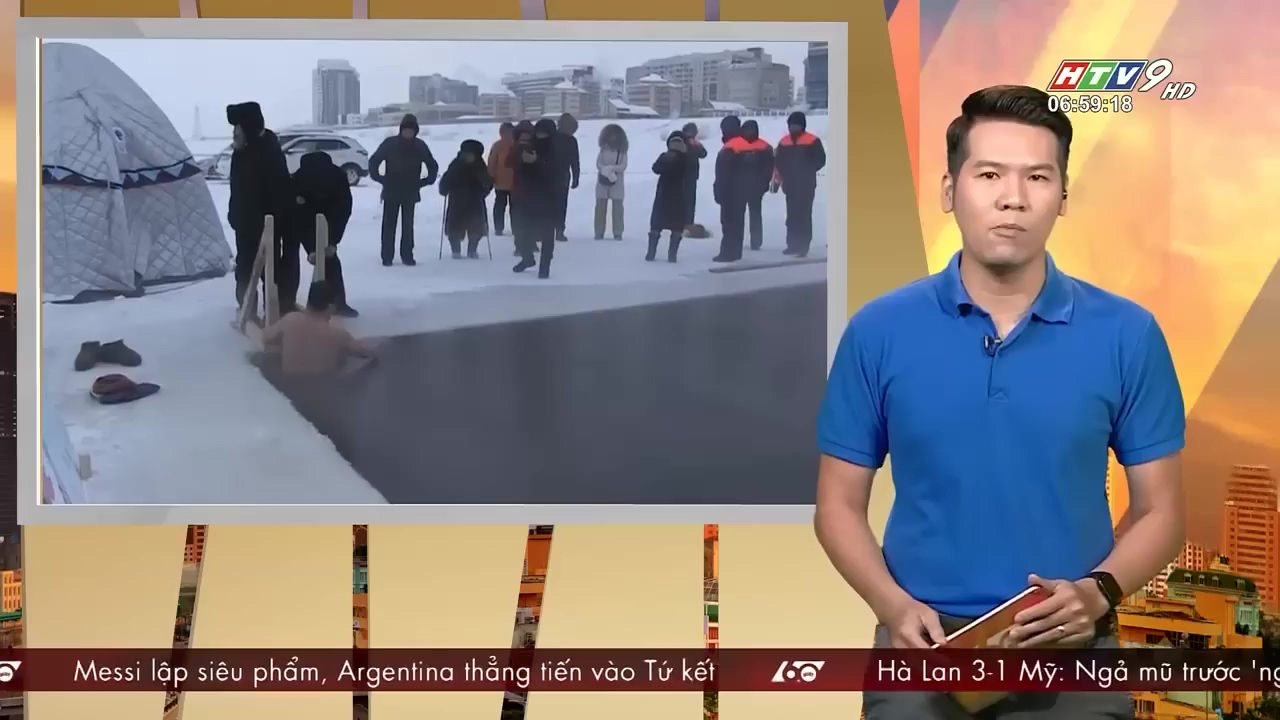 HTV9 HD
06:59:18
Messi lập siêu phẩm, Argentina thẳng tiến vào Tứ kết
60 Hà Lan 3-1 Mỹ: Ngả mũ trước